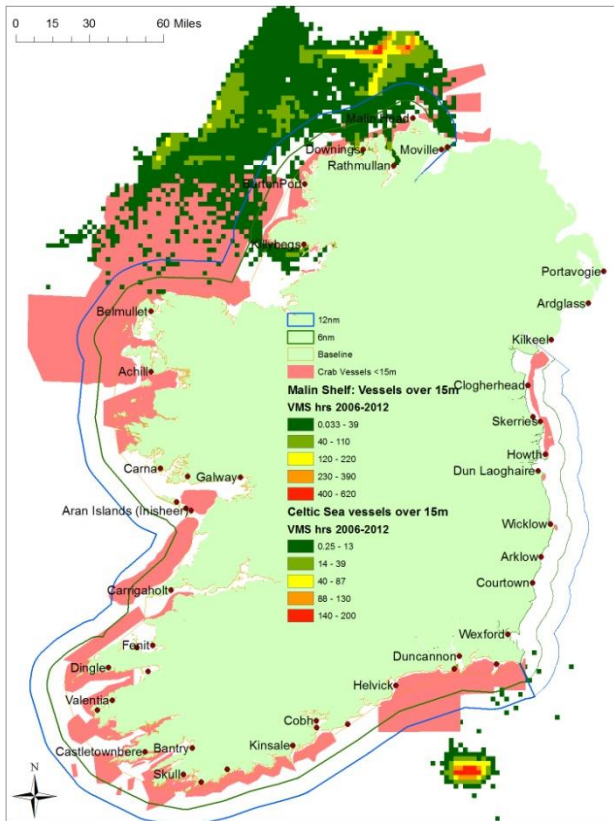 0 15 30 60 Miles
Malin Head
Downings
Moville
Rathmullan
BurtonPort
Killybegs
Portavogie
Ardglass
Belmullet
12nm
6nm
Baseline
Crab Vessels <15m
Kilkeel
Achill
Clogherhead
Malin Shelf: Vessels over 15m
VMS hrs 2006-2012
0.033 - 39
40 - 110
120 - 220
230 - 390
400 - 620
Skerries
Howth
Dun Laoghaire
Carna
Galway
Aran Islands (Inisheer)
Celtic Sea vessels over 15m
VMS hrs 2006-2012
0.25 - 13
14 - 39
40 - 87
88 - 130
140 - 200
Wicklow
Arklow
Courtown
Carrigaholt
Wexford
Fenit
Duncannon
Dingle
Helvick
Valentia
Cobh
Kinsale
Castletownbere
Bantry
Skull
N